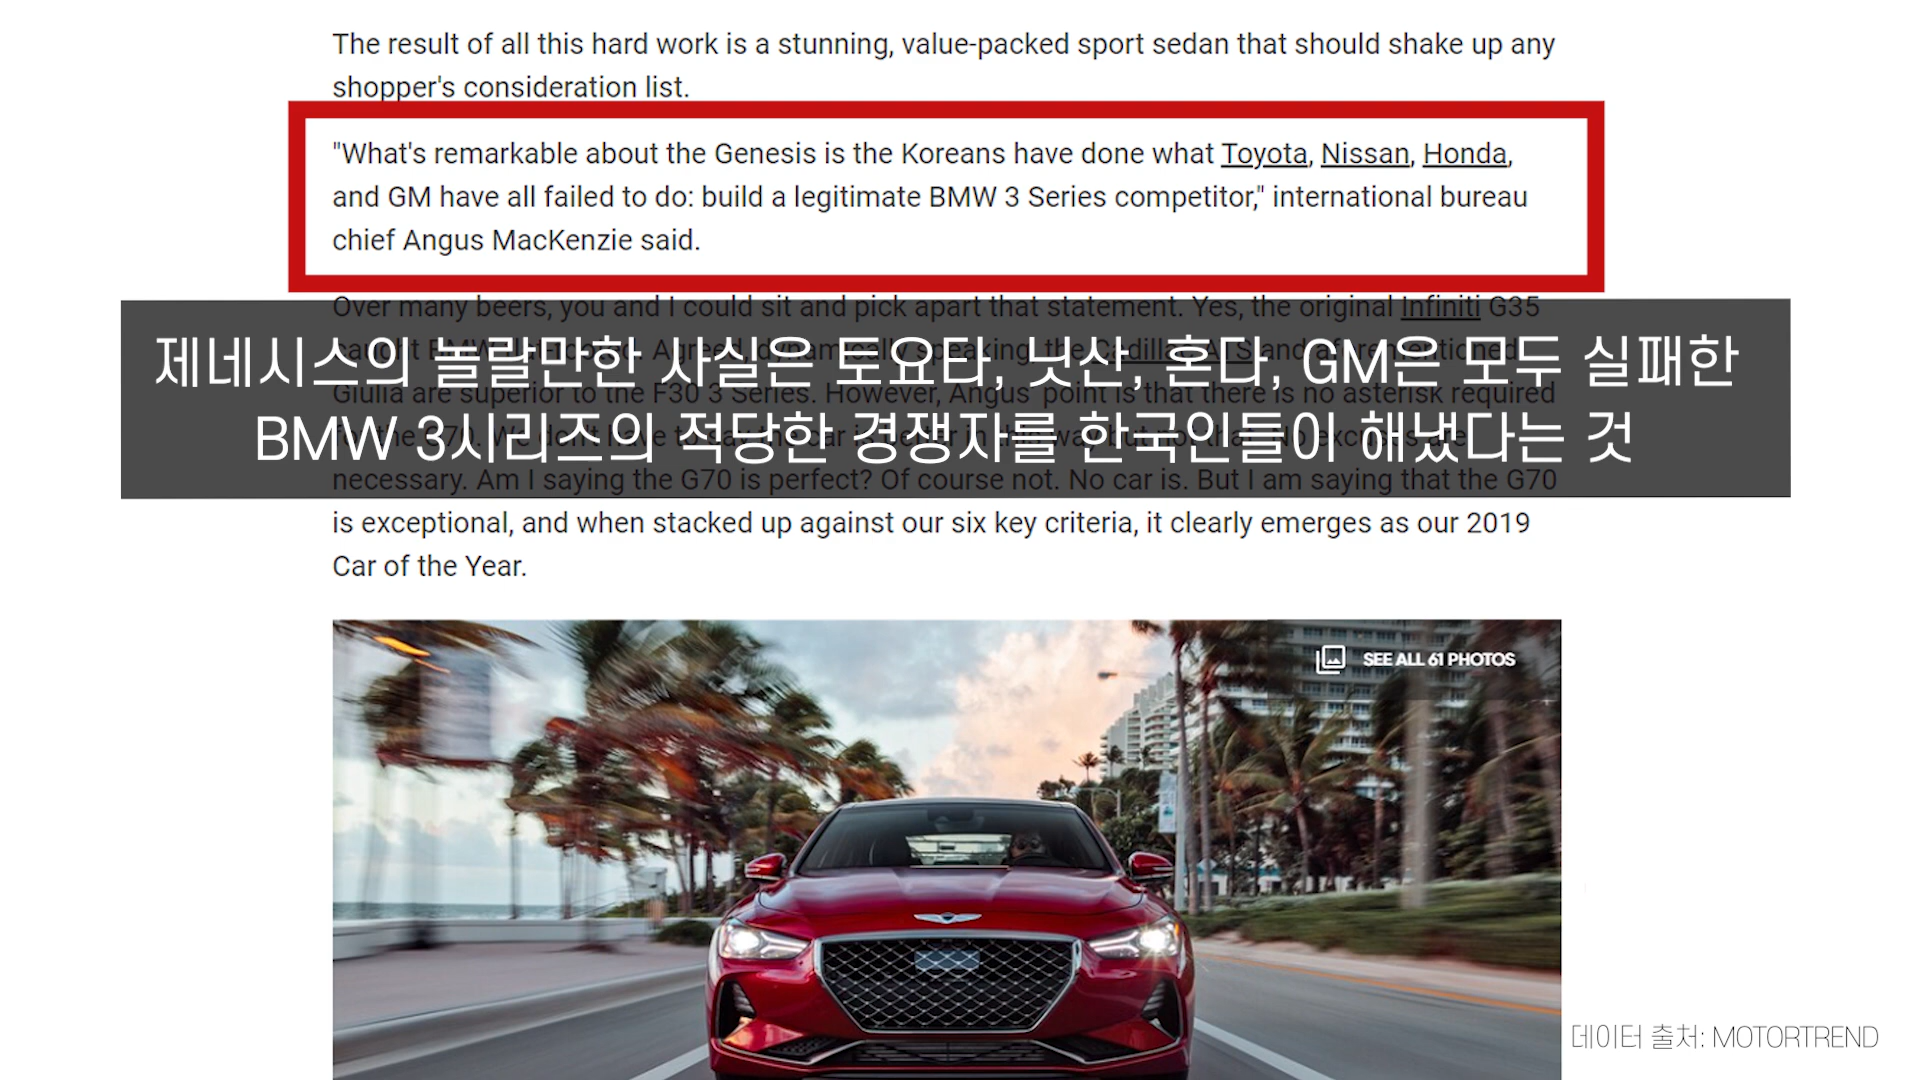 The result of all this hard work is a stunning, value-packed sport sedan that should shake up any
shopper's consideration list.
"What's remarkable about the Genesis is the Koreans have done what Toyota, Nissan, Honda,
and GM have all failed to do: build a legitimate BMW 3 Series competitor," international bureau
chief Angus MacKenzie said.
Over many beers, you and I could sit and pick apart that statement. Yes, the original Infiniti G35
제네시스의 놀랄만한 사실은 토요타, 닛산, 혼다, GM은 모두 실패한
Giulia are superior to the F30 3 Series. However, Angus' point is that there is no asterisk required
BMW 3시리즈의 적당한 경쟁자를 한국인들이 해냈다는 것
necessary. Am I saying the G70 is perfect? Of course not. No car is. But I am saying that the G70
is exceptional, and when stacked up against our six key criteria, it clearly emerges as our 2019
Car of the Year.
SEE ALL 61 PHOTOS
데이터 출처: MOTORTREND